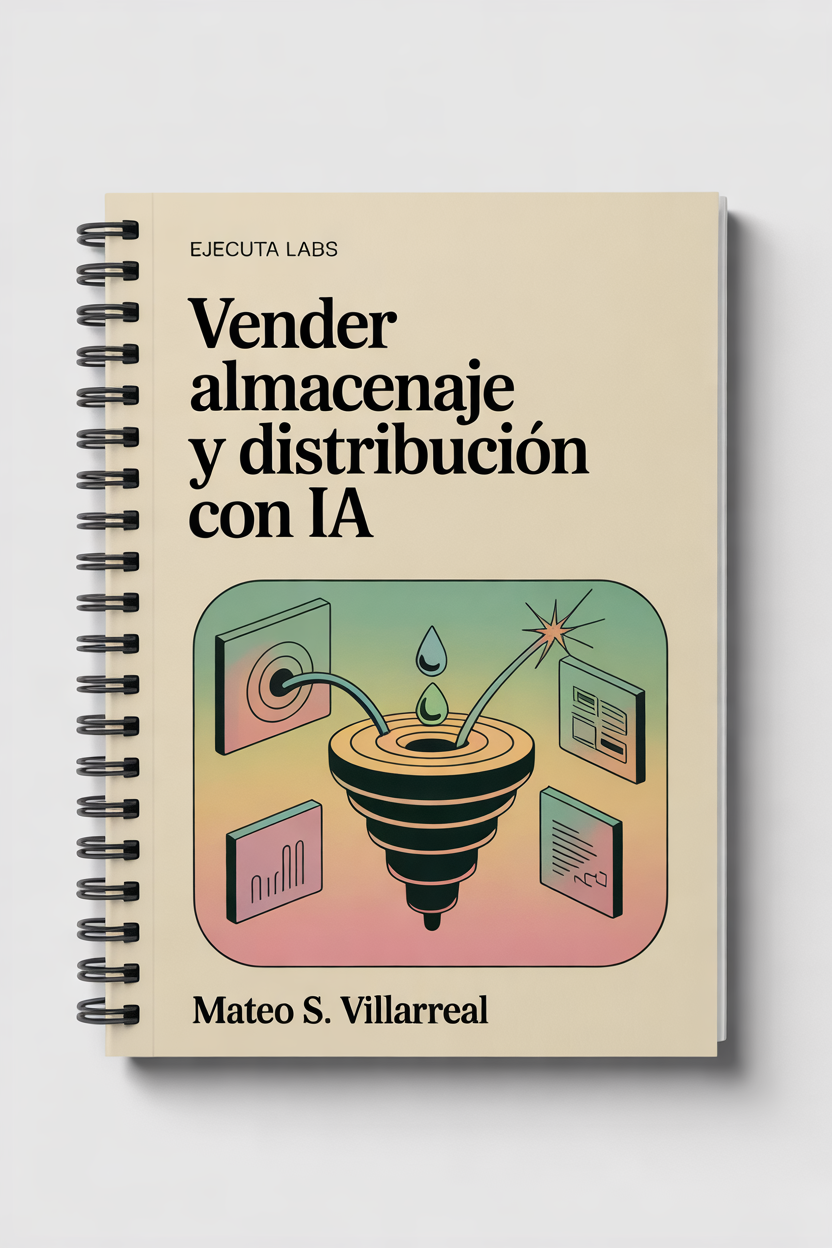 EJECUTA LABS
Vender
almacenaje
y distribución
con IA
Mateo S. Villarreal